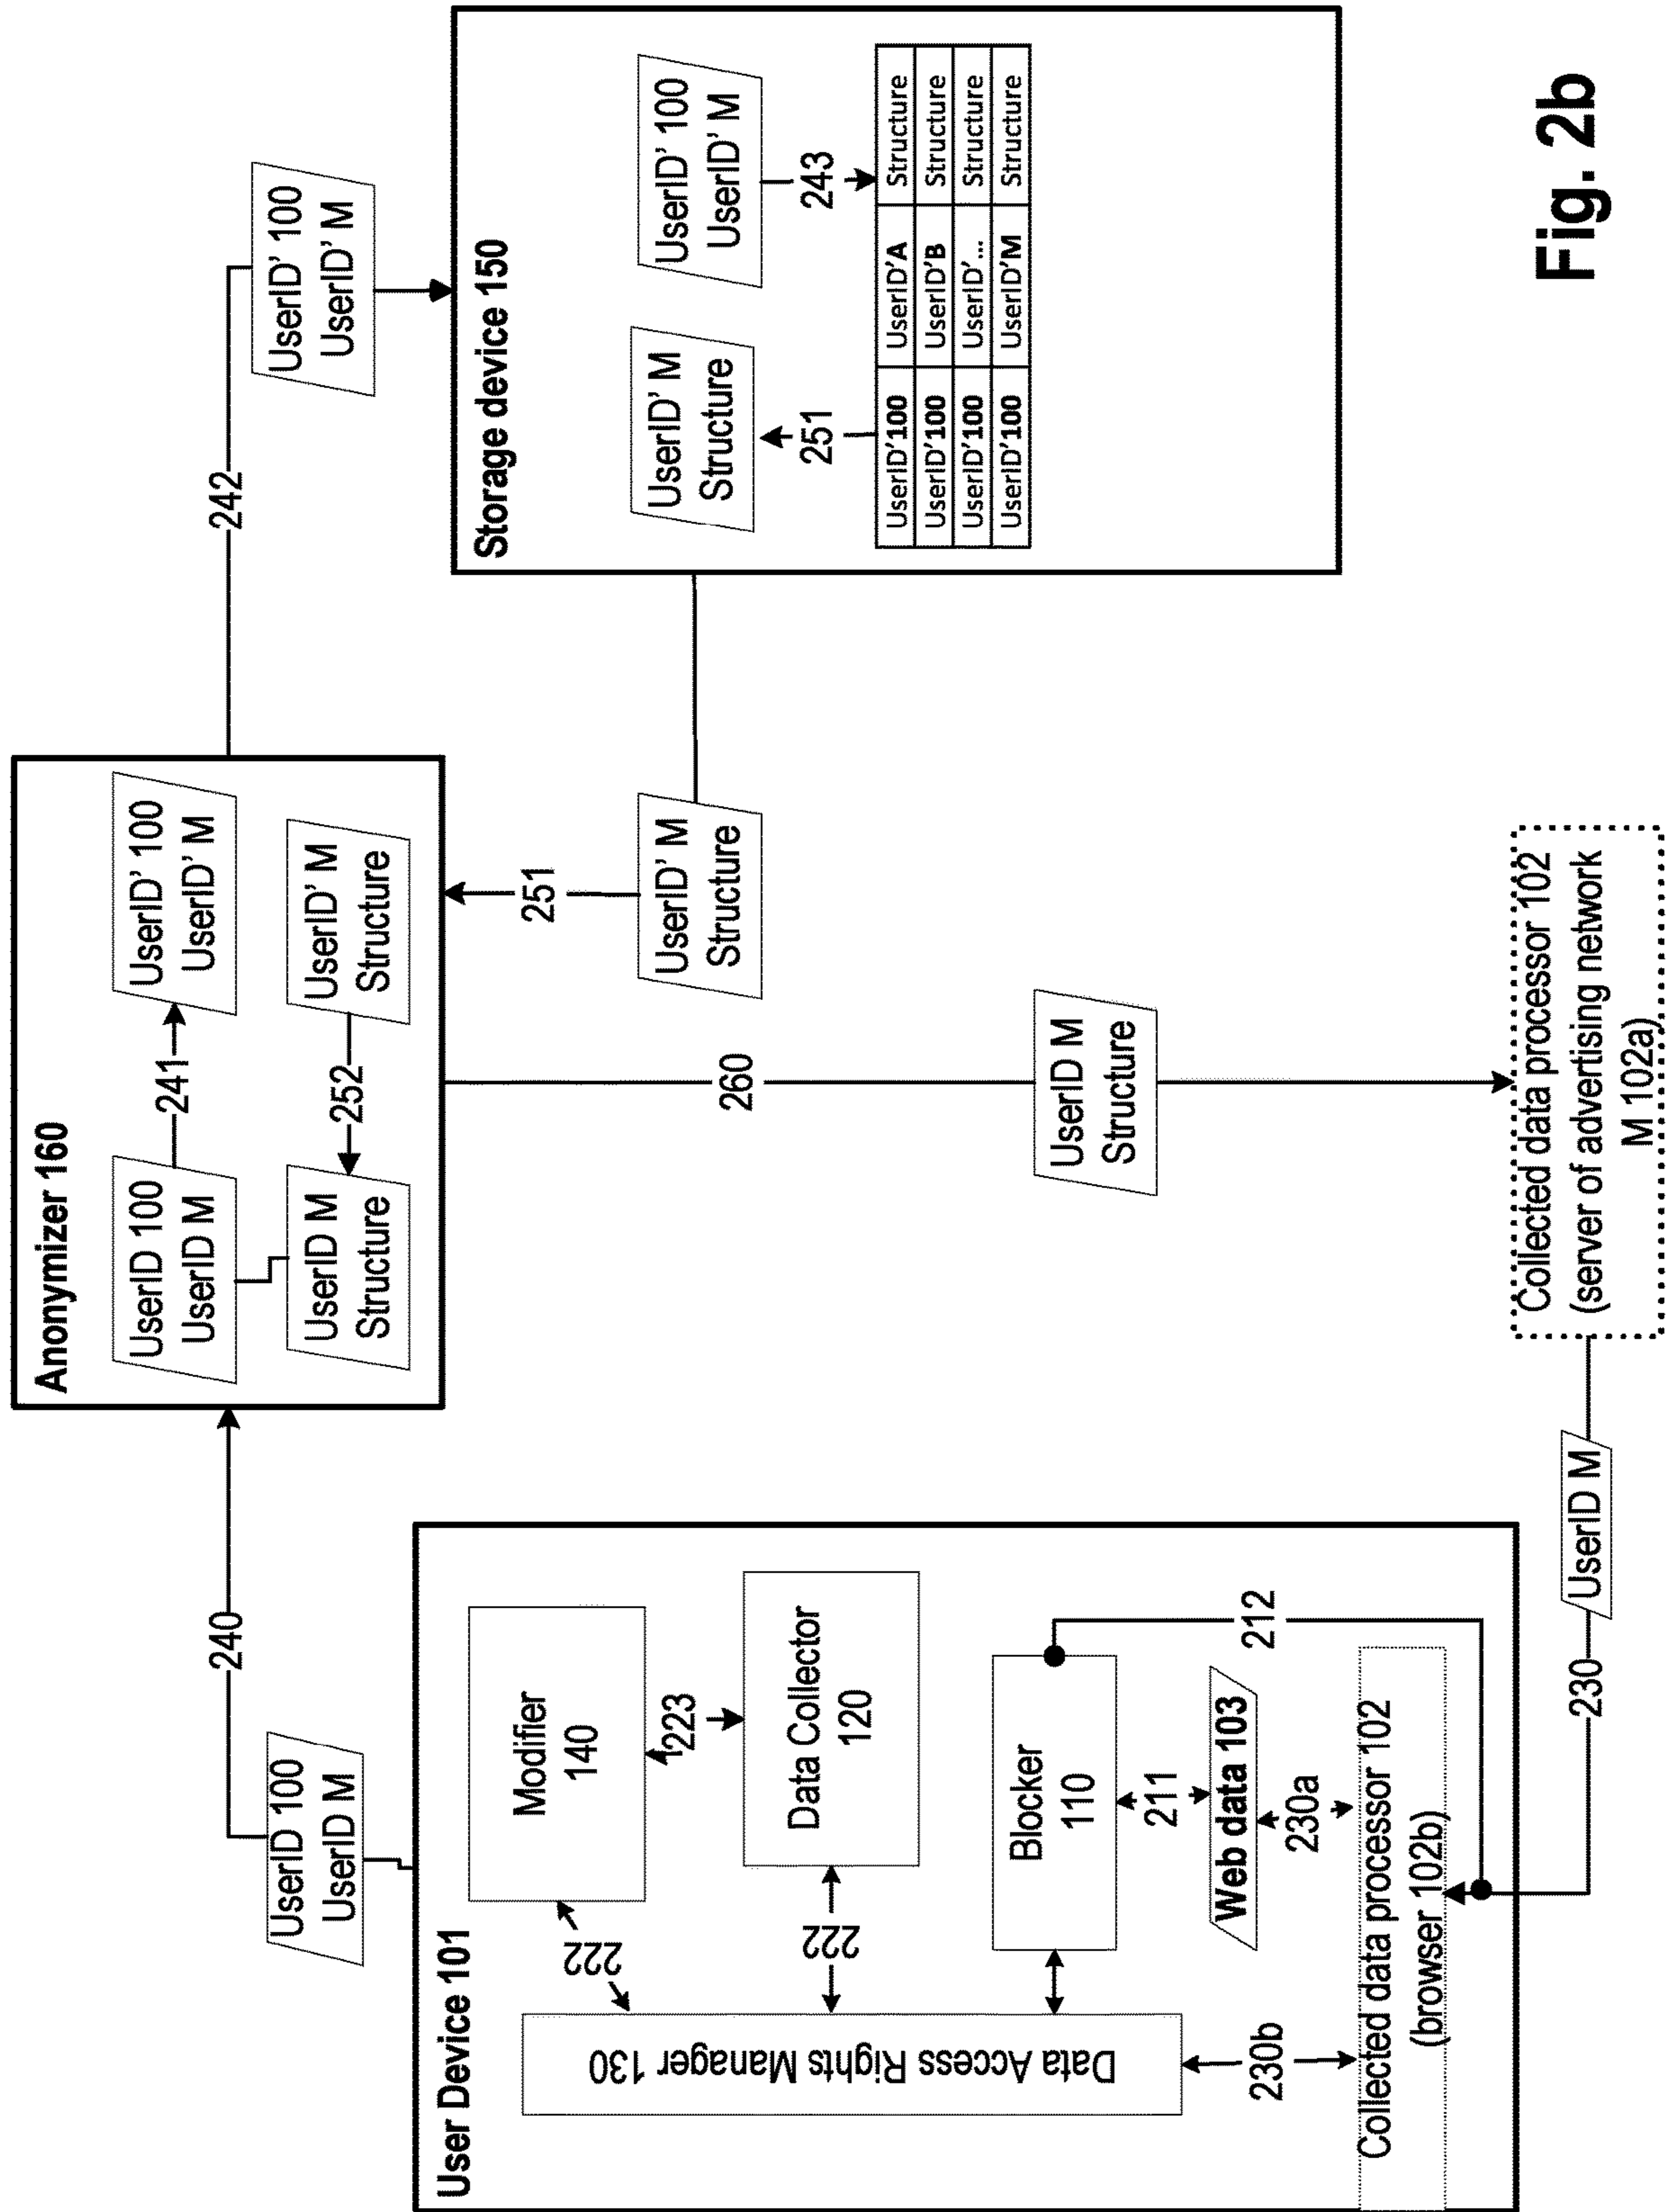 240
UserID 100
UserID M
User Device 101
Modifier
140
222
223
Data Collector
120
222
Data Access Rights Manager 130
Blocker
110
211
212
Web data 103
230a
230b
Collected data processor 102
(browser 102b)
230
UserID M
Anonymizer 160
UserID 100
UserID M
241
UserID' 100
UserID' M
UserID M
Structure
252
UserID' M
Structure
242
UserID' 100
UserID' M
251
UserID' M
Structure
260
UserID M
Structure
Collected data processor 102
(server of advertising network
M 102a)
Storage device 150
UserID' M
Structure
UserID' 100
UserID' M
251
243
UserID'100 UserID'A Structure
UserID'100 UserID'B Structure
UserID'100 UserID'... Structure
UserID'100 UserID'M Structure
Fig. 2b